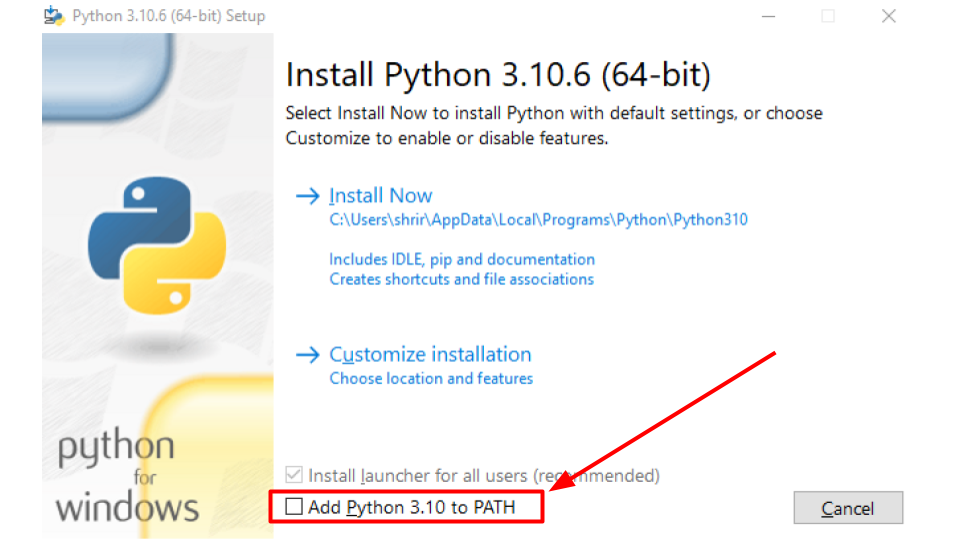 Python 3.10.6 (64-bit) Setup
Install Python 3.10.6 (64-bit)
Select Install Now to install Python with default settings, or choose
Customize to enable or disable features.
Install Now
C:\Users\shrir\AppData\Local\Programs\Python\Python310
Includes IDLE, pip and documentation
Creates shortcuts and file associations
Customize installation
Choose location and features
python
for
windows
Install launcher for all users (recommended)
Add Python 3.10 to PATH
Cancel